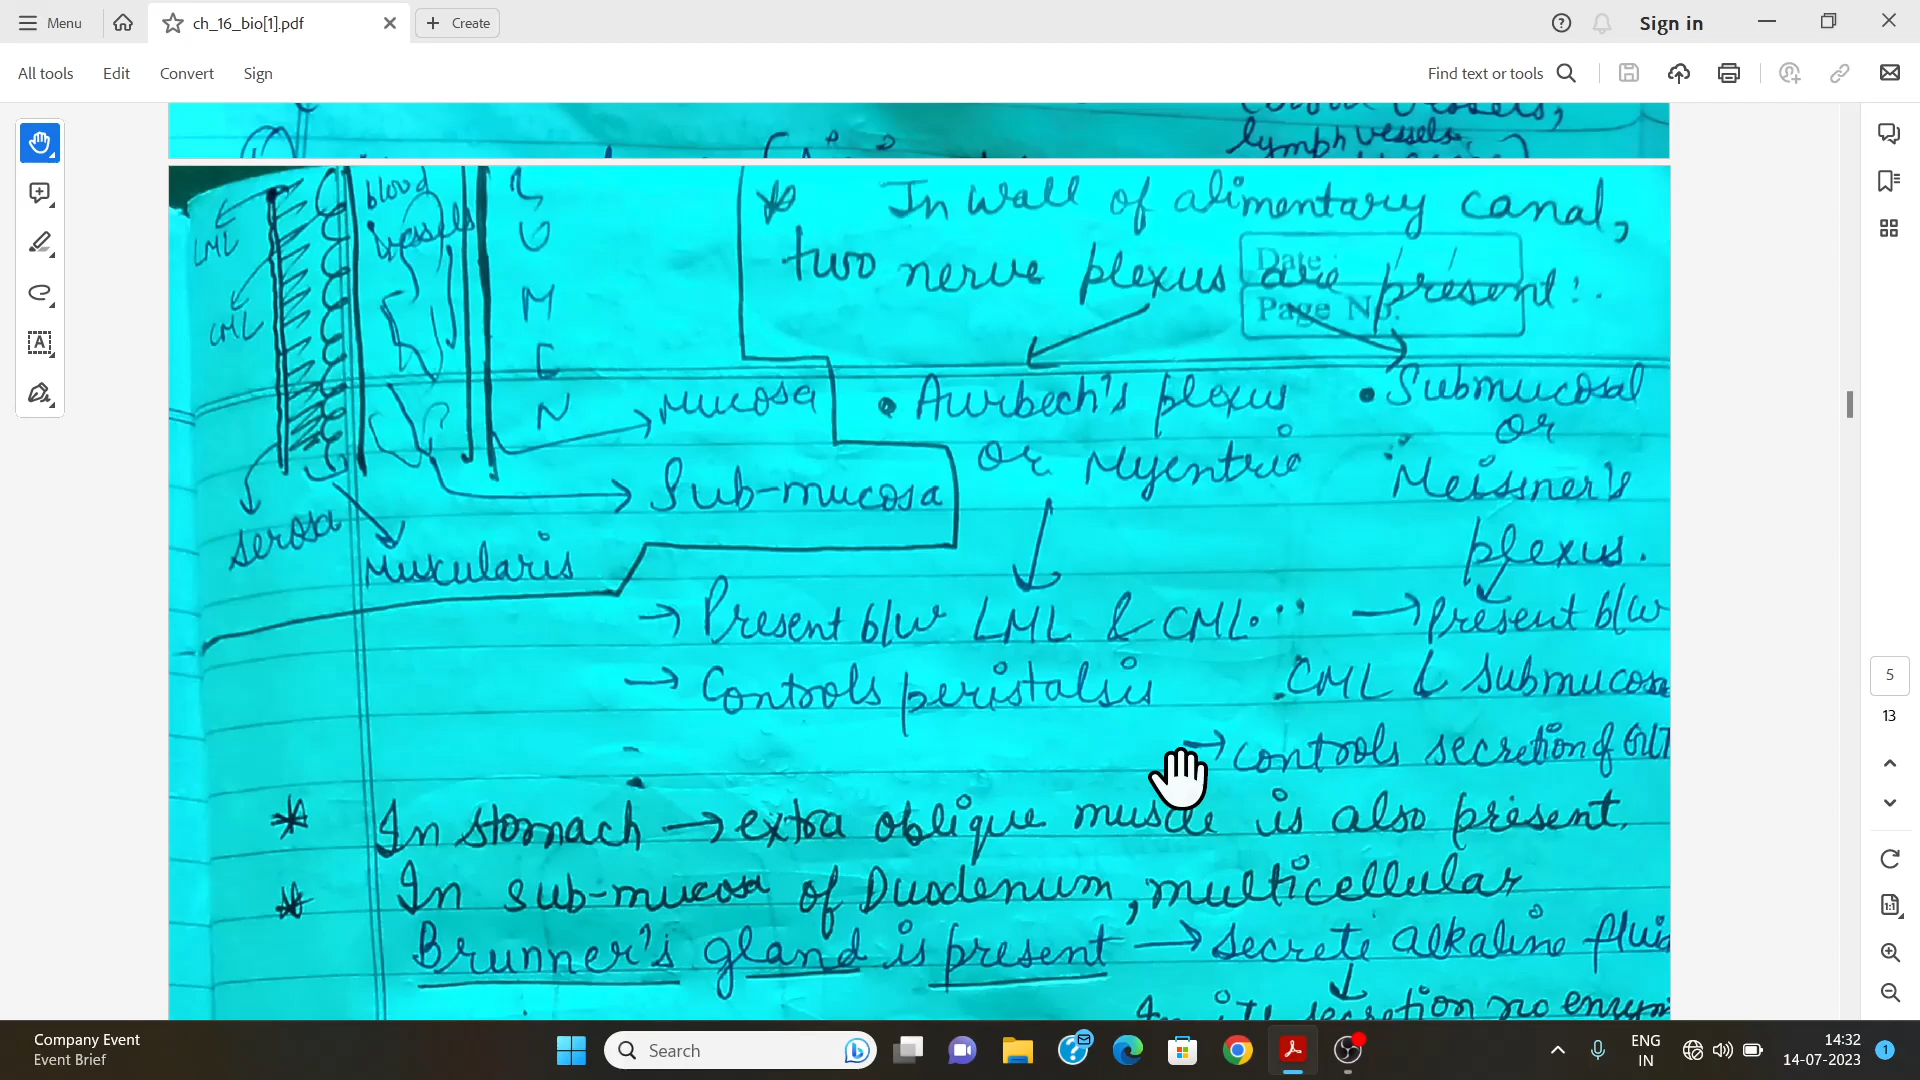 Menu
ch_16_bio[1].pdf
Create
Sign in
All tools
Edit
Convert
Sign
Find text or tools
lymph vessels
LML
CML
blood
vessels
L
U
M
E
N
Mucosa
Sub-mucosa
Serosa
Muscularis
In wall of alimentary canal,
two nerve plexus are present:
Date : / /
Page No.
• Aurbech's plexus
or Myentric
→ Present b/w LML & CML.
→ Controls peristalsis
• Submucosal
or
Meissner's
plexus.
→ Present b/w
CML & submucosa
→ controls secretion of
* In stomach → extra oblique muscle is also present.
* In sub-mucosa of Duodenum, multicellular
Brunner's gland is present → secrete alkaline fluid
secretion no
5
13
Company Event
Event Brief
Search
ENG
IN
14:32
14-07-2023
1